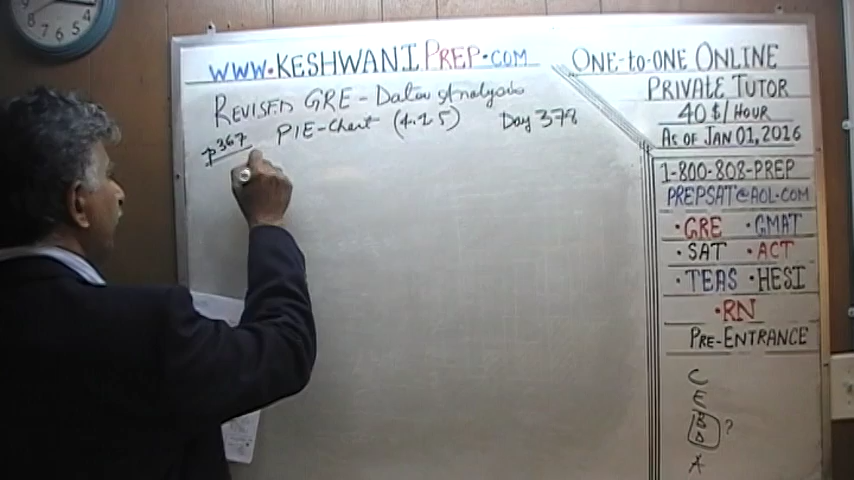 WWW.KESHWANIPREP.COM
REVISED GRE - Data Analysis
PIE-Chart (4.25) Day 378
P367
ONE-TO-ONE ONLINE
PRIVATE TUTOR
40 $/HOUR
AS OF JAN 01, 2016
1-800-808-PREP
PREPSAT@AOL.COM
•GRE •GMAT
•SAT •ACT
•TEAS •HESI
•RN
PRE-ENTRANCE
C
E
B
D ?
A